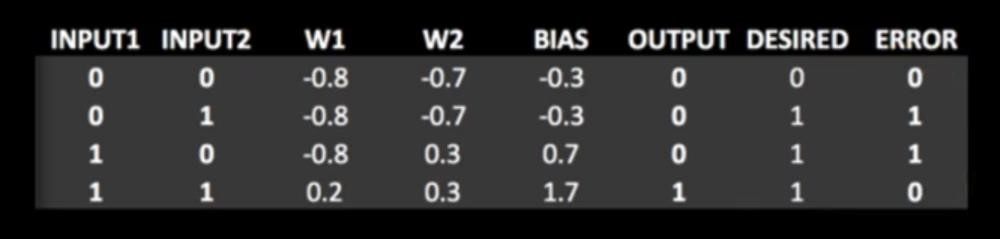 INPUT1 INPUT2 W1 W2 BIAS OUTPUT DESIRED ERROR
0 0 -0.8 -0.7 -0.3 0 0 0
0 1 -0.8 -0.7 -0.3 0 1 1
1 0 -0.8 0.3 0.7 0 1 1
1 1 0.2 0.3 1.7 1 1 0